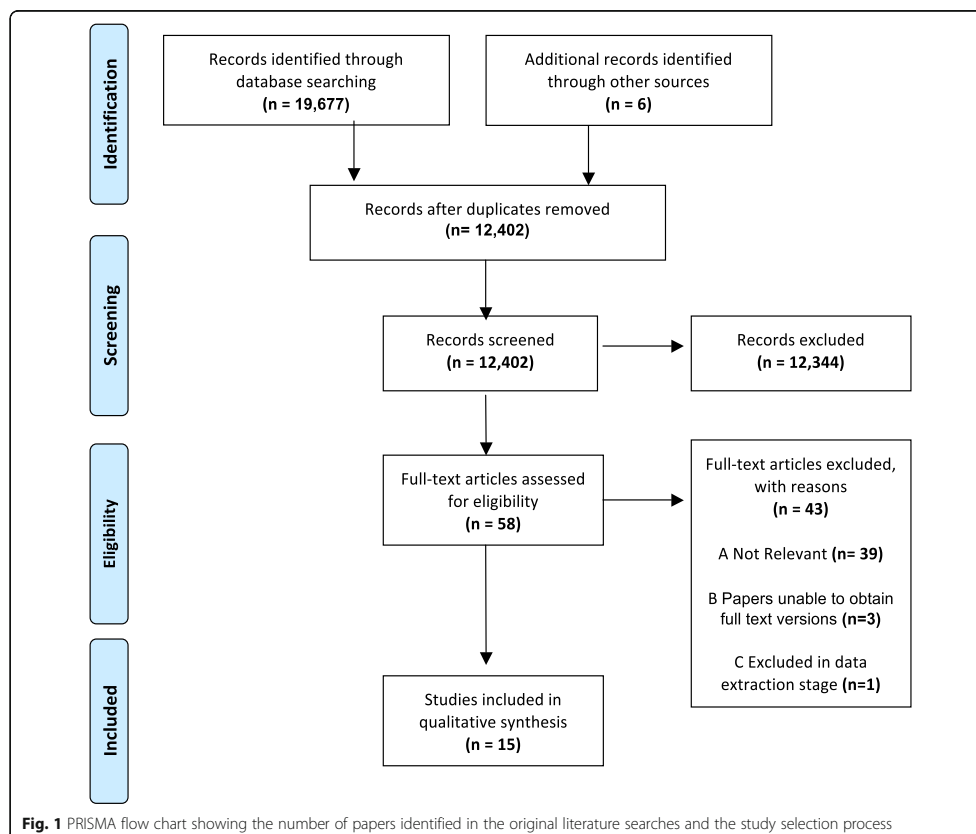 Identification
Records identified through
database searching
(n = 19,677)
Additional records identified
through other sources
(n = 6)
Records after duplicates removed
(n= 12,402)
Screening
Records screened
(n = 12,402)
Records excluded
(n = 12,344)
Eligibility
Full-text articles assessed
for eligibility
(n = 58)
Full-text articles excluded,
with reasons
(n = 43)
A Not Relevant (n= 39)
B Papers unable to obtain
full text versions (n=3)
C Excluded in data
extraction stage (n=1)
Included
Studies included in
qualitative synthesis
(n = 15)
Fig. 1 PRISMA flow chart showing the number of papers identified in the original literature searches and the study selection process